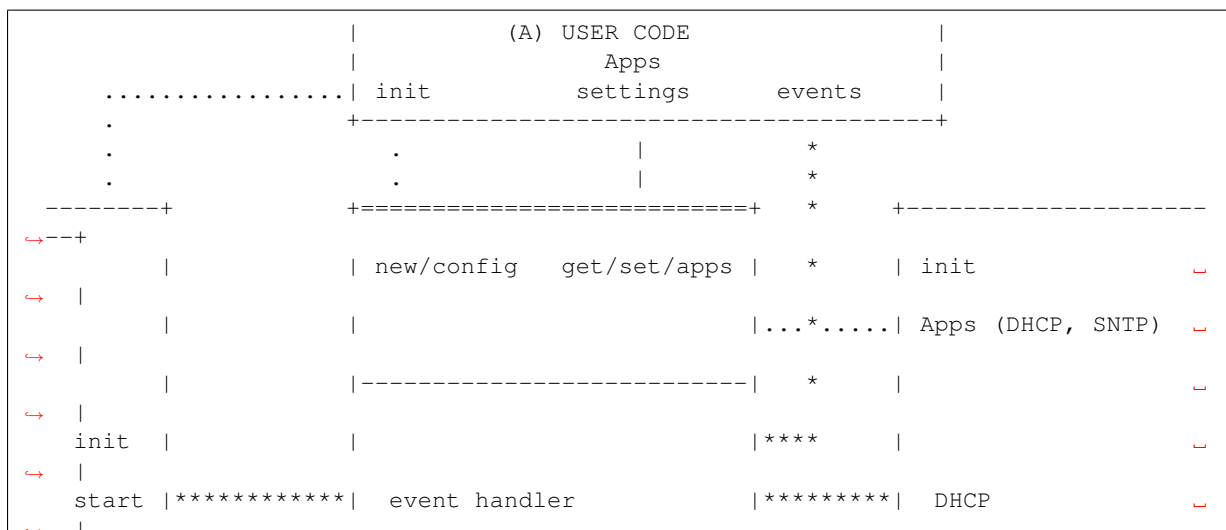 |             (A) USER CODE                    |
|                    Apps                      |
.................| init            settings      events      |
.                +-----------------------------------------+
.                    .                |            *
.                    .                |            *
--------+            +===========================+   *     +---------------------
↪--+
|            | new/config   get/set/apps |   *     | init                ␣
↪  |
|            |                           |...*.....| Apps (DHCP, SNTP)   ␣
↪  |
|            |---------------------------|   *     |                     ␣
↪  |
init  |            |                           |****     |                     ␣
↪  |
start |************|  event handler            |*********|  DHCP               ␣